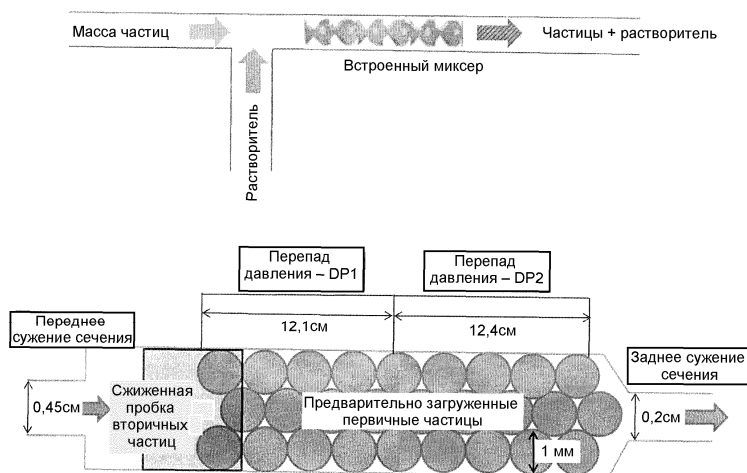 Масса частиц
Частицы + растворитель
Встроенный миксер
Растворитель
Перепад
давления – DP1
Перепад
давления – DP2
Переднее
сужение сечения
12,1см
12,4см
Заднее сужение
сечения
0,45см
Сжиженная
пробка
вторичных
частиц
Предварительно загруженные
первичные частицы
0,2см
1 мм